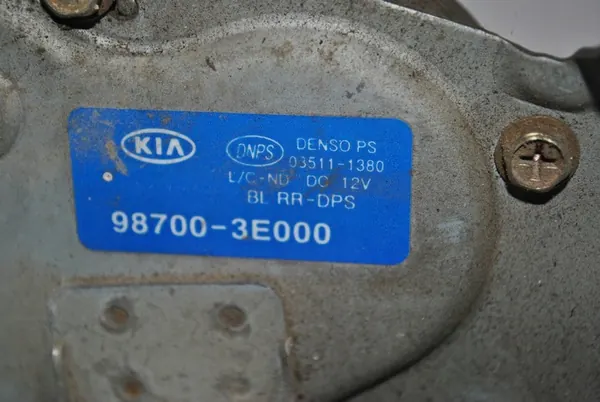 KIA DNPS DENSO PS
03511-1380
L/C-ND DC 12V
BL RR-DPS
98700-3E000